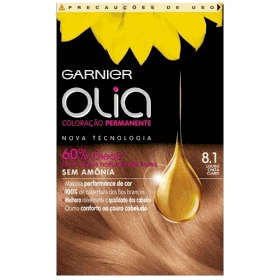 PRECAUÇÕES DE USO
GARNIER
OLIA
COLORAÇÃO PERMANENTE
NOVA TECNOLOGIA
60% óleos
SEM AMÔNIA
Máxima performance de cor
100% de cobertura dos fios brancos
Melhora a qualidade dos cabelos
Ótimo conforto ao couro cabeludo
8.1
LOURO
CINZA
CLARO